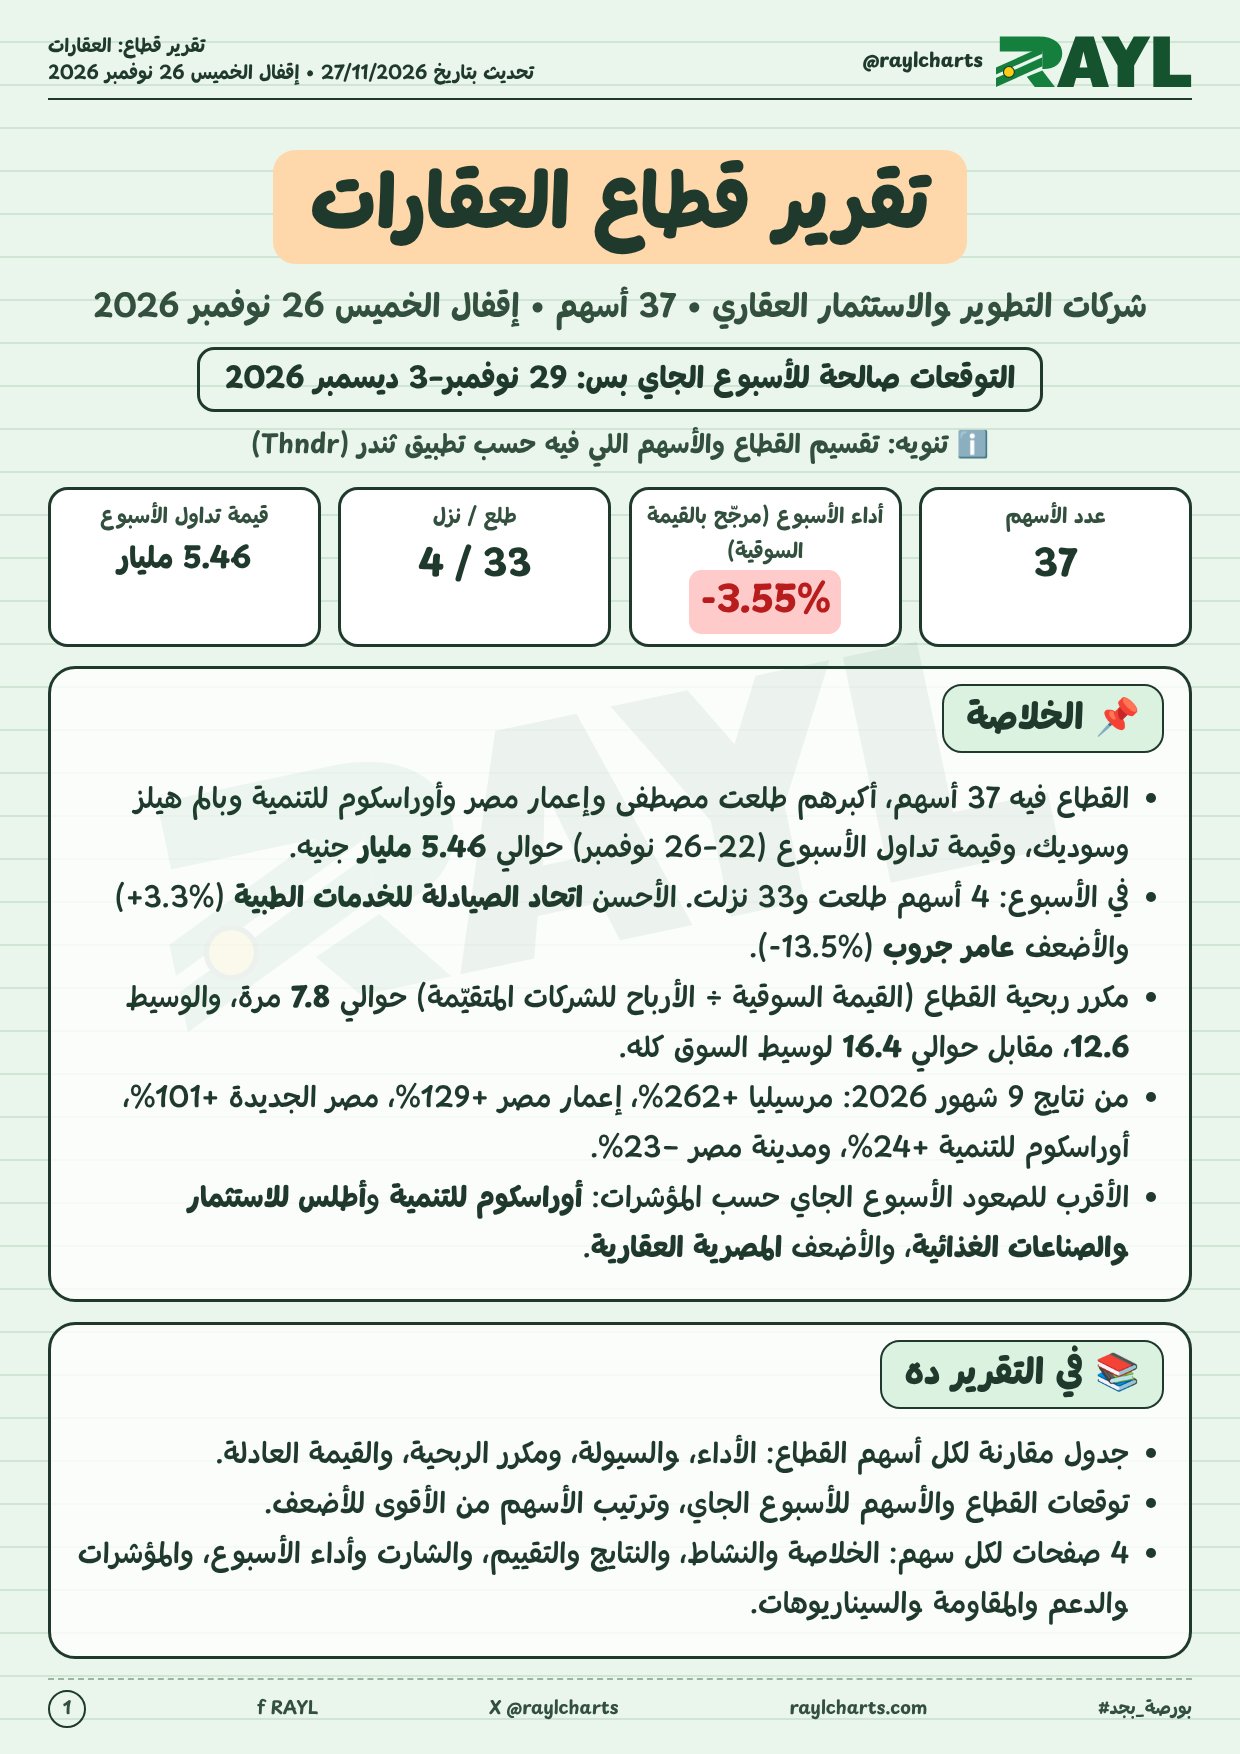 RAYL
@raylcharts
تقرير قطاع: العقارات
تحديث بتاريخ 27/11/2026 • إقفال الخميس 26 نوفمبر 2026
تقرير قطاع العقارات
شركات التطوير والاستثمار العقاري • 37 أسهم • إقفال الخميس 26 نوفمبر 2026
التوقعات صالحة للأسبوع الجاي بس: 29 نوفمبر–3 ديسمبر 2026
ℹ️ تنويه: تقسيم القطاع والأسهم اللي فيه حسب تطبيق ثندر (Thndr)
عدد الأسهم
37
أداء الأسبوع (مرجّح بالقيمة
السوقية)
-3.55%
طلع / نزل
4 / 33
قيمة تداول الأسبوع
5.46 مليار
📌 الخلاصة
• القطاع فيه 37 أسهم، أكبرهم طلعت مصطفى وإعمار مصر وأوراسكوم للتنمية وبالم هيلز
وسوديك، وقيمة تداول الأسبوع (22–26 نوفمبر) حوالي 5.46 مليار جنيه.
• في الأسبوع: 4 أسهم طلعت و33 نزلت. الأحسن اتحاد الصيادلة للخدمات الطبية (+3.3%)
والأضعف عامر جروب (-13.5%).
• مكرر ربحية القطاع (القيمة السوقية ÷ الأرباح للشركات المتقيّمة) حوالي 7.8 مرة، والوسيط
12.6، مقابل حوالي 16.4 لوسيط السوق كله.
• من نتايج 9 شهور 2026: مرسيليا +262%، إعمار مصر +129%، مصر الجديدة +101%،
أوراسكوم للتنمية +24%، ومدينة مصر –23%.
• الأقرب للصعود الأسبوع الجاي حسب المؤشرات: أوراسكوم للتنمية وأطلس للاستثمار
والصناعات الغذائية، والأضعف المصرية العقارية.
📚 في التقرير دة
• جدول مقارنة لكل أسهم القطاع: الأداء، والسيولة، ومكرر الربحية، والقيمة العادلة.
• توقعات القطاع والأسهم للأسبوع الجاي، وترتيب الأسهم من الأقوى للأضعف.
• 4 صفحات لكل سهم: الخلاصة والنشاط، والنتايج والتقييم، والشارت وأداء الأسبوع، والمؤشرات
والدعم والمقاومة والسيناريوهات.
#بورصة_بجد
raylcharts.com
X @raylcharts
f RAYL
1